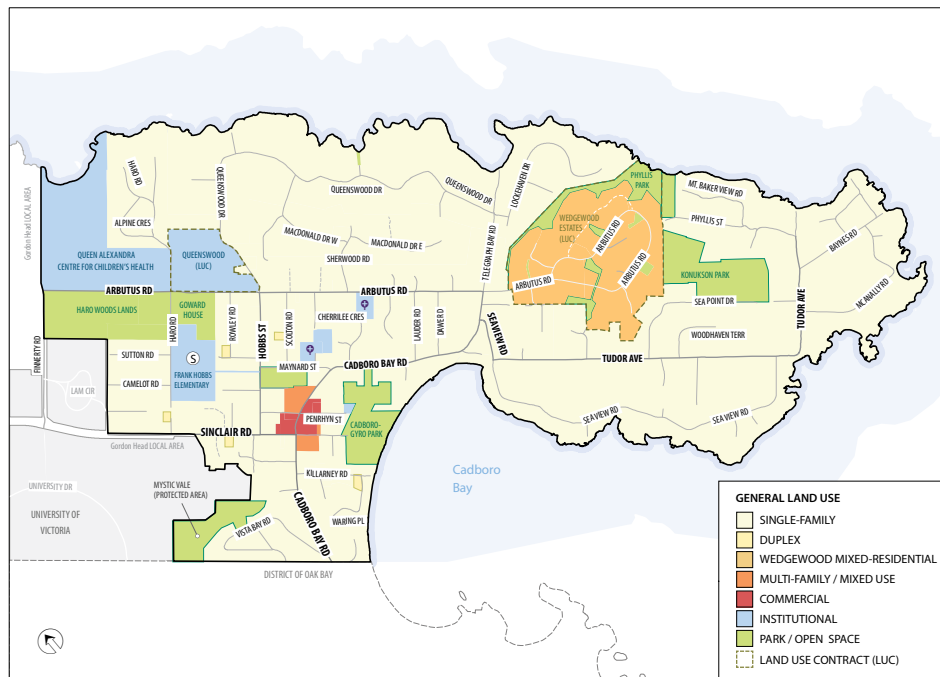 Gordon Head LOCAL AREA
HARO RD
ALPINE CRES
QUEENSWOOD DR
QUEENSWOOD DR
QUEENSWOOD DR
LOCKEHAVEN DR
MACDONALD DR W
MACDONALD DR E
SHERWOOD RD
TELEGRAPH BAY RD
PHYLLIS
PARK
MT. BAKER VIEW RD
PHYLLIS ST
WEDGEWOOD
ESTATES
(LUC)
ARBUTUS RD
ARBUTUS RD
ARBUTUS RD
KONUKSON PARK
BAYNES RD
MCANALLY RD
TUDOR AVE
SEA POINT DR
WOODHAVEN TERR
TUDOR AVE
SEAVIEW RD
SEA VIEW RD
SEA VIEW RD
QUEEN ALEXANDRA
CENTRE FOR CHILDREN'S HEALTH
QUEENSWOOD
(LUC)
ARBUTUS RD
ARBUTUS RD
HARO WOODS LANDS
GOWARD
HOUSE
HARO RD
ROWLEY RD
HOBBS ST
SCOLTON RD
CHERRILEE CRES
LAUDER RD
DAWE RD
FINNERTY RD
SUTTON RD
CAMELOT RD
LAM CIR
S
FRANK HOBBS
ELEMENTARY
MAYNARD ST
CADBORO BAY RD
PENRHYN ST
CADBORO-
GYRO PARK
SINCLAIR RD
Gordon Head LOCAL AREA
KILLARNEY RD
MYSTIC VALE
(PROTECTED AREA)
UNIVERSITY DR
UNIVERSITY OF
VICTORIA
VISTA BAY RD
CADBORO BAY RD
WARING PL
DISTRICT OF OAK BAY
Cadboro
Bay
GENERAL LAND USE
SINGLE-FAMILY
DUPLEX
WEDGEWOOD MIXED-RESIDENTIAL
MULTI-FAMILY / MIXED USE
COMMERCIAL
INSTITUTIONAL
PARK / OPEN SPACE
LAND USE CONTRACT (LUC)